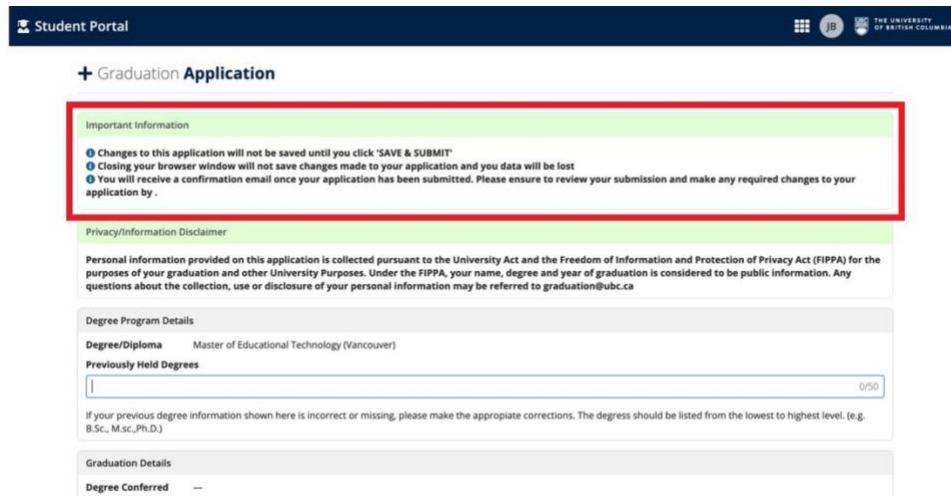 Student Portal
JB
THE UNIVERSITY
OF BRITISH COLUMBIA
+ Graduation Application
Important Information
Changes to this application will not be saved until you click 'SAVE & SUBMIT'
Closing your browser window will not save changes made to your application and you data will be lost
You will receive a confirmation email once your application has been submitted. Please ensure to review your submission and make any required changes to your
application by .
Privacy/Information Disclaimer
Personal information provided on this application is collected pursuant to the University Act and the Freedom of Information and Protection of Privacy Act (FIPPA) for the
purposes of your graduation and other University Purposes. Under the FIPPA, your name, degree and year of graduation is considered to be public information. Any
questions about the collection, use or disclosure of your personal information may be referred to graduation@ubc.ca
Degree Program Details
Degree/Diploma Master of Educational Technology (Vancouver)
Previously Held Degrees
0/50
If your previous degree information shown here is incorrect or missing, please make the appropiate corrections. The degress should be listed from the lowest to highest level. (e.g.
B.Sc., M.sc.,Ph.D.)
Graduation Details
Degree Conferred —